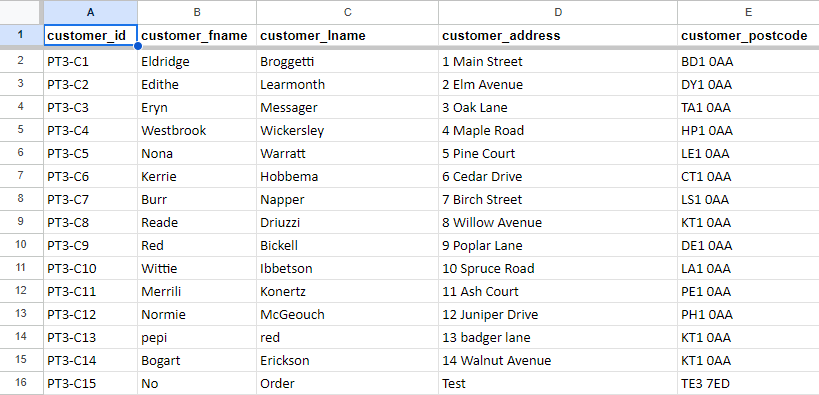 A B C D E
1 customer_id customer_fname customer_lname customer_address customer_postcode
2 PT3-C1 Eldridge Broggetti 1 Main Street BD1 0AA
3 PT3-C2 Edithe Learmonth 2 Elm Avenue DY1 0AA
4 PT3-C3 Eryn Messager 3 Oak Lane TA1 0AA
5 PT3-C4 Westbrook Wickersley 4 Maple Road HP1 0AA
6 PT3-C5 Nona Warratt 5 Pine Court LE1 0AA
7 PT3-C6 Kerrie Hobbema 6 Cedar Drive CT1 0AA
8 PT3-C7 Burr Napper 7 Birch Street LS1 0AA
9 PT3-C8 Reade Driuzzi 8 Willow Avenue KT1 0AA
10 PT3-C9 Red Bickell 9 Poplar Lane DE1 0AA
11 PT3-C10 Wittie Ibbetson 10 Spruce Road LA1 0AA
12 PT3-C11 Merrili Konertz 11 Ash Court PE1 0AA
13 PT3-C12 Normie McGeouch 12 Juniper Drive PH1 0AA
14 PT3-C13 pepi red 13 badger lane KT1 0AA
15 PT3-C14 Bogart Erickson 14 Walnut Avenue KT1 0AA
16 PT3-C15 No Order Test TE3 7ED